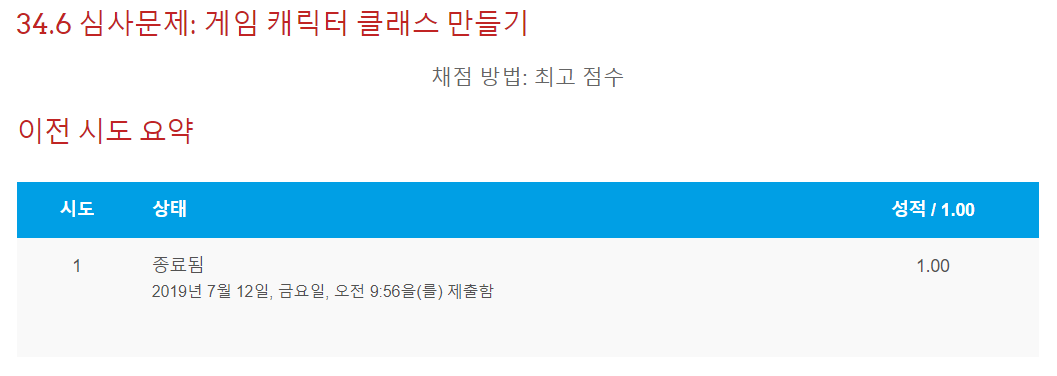 34.6 심사문제: 게임 캐릭터 클래스 만들기
채점 방법: 최고 점수
이전 시도 요약
시도 상태 성적 / 1.00
1 종료됨 1.00
2019년 7월 12일, 금요일, 오전 9:56을(를) 제출함